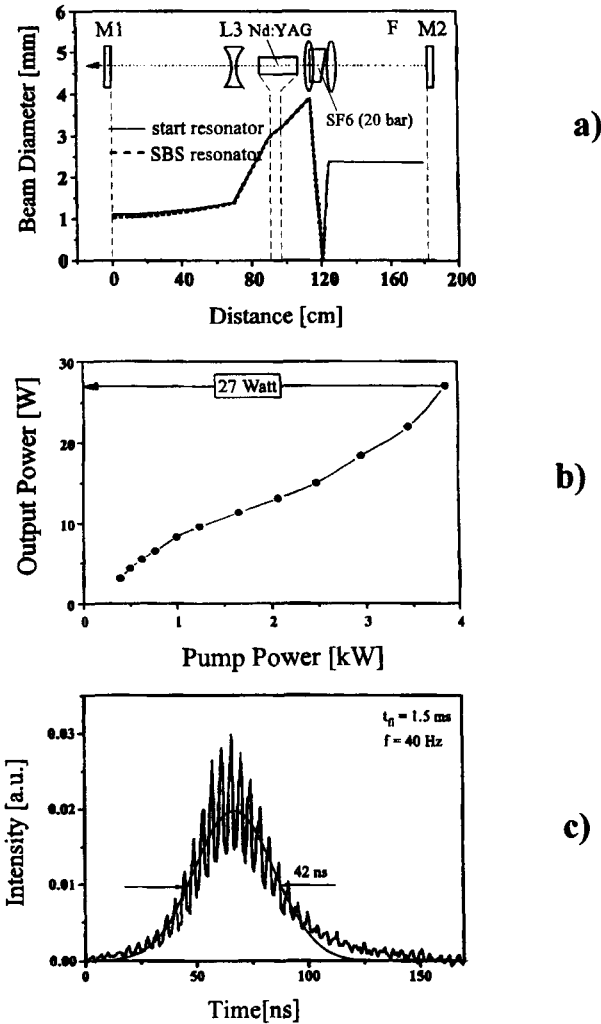 M1 L3 Nd:YAG F M2
SF6 (20 bar)
start resonator
SBS resonator
Beam Diameter [mm]
6
5
4
3
2
1
0
0 40 80 120 160 200
Distance [cm]
a)
27 Watt
Output Power [W]
30
20
10
0
0 1 2 3 4
Pump Power [kW]
b)
t_fl = 1.5 ms
f = 40 Hz
42 ns
Intensity [a.u.]
0.03
0.02
0.01
0.00
0 50 100 150
Time[ns]
c)